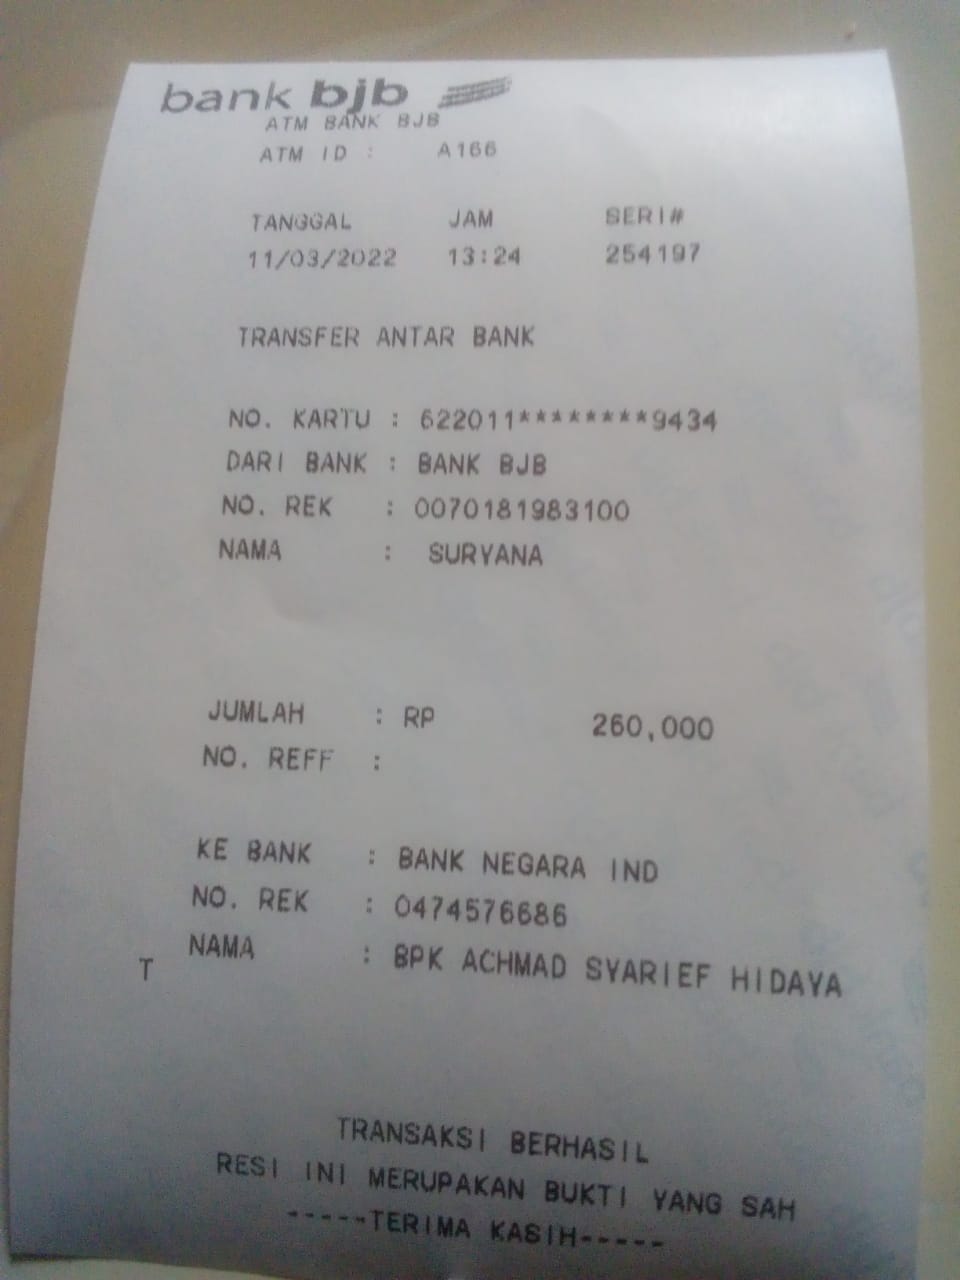 bank bjb
ATM BANK BJB
ATM ID : A166
TANGGAL JAM SERI#
11/03/2022 13:24 254197
TRANSFER ANTAR BANK
NO. KARTU : 622011********9434
DARI BANK : BANK BJB
NO. REK : 0070181983100
NAMA : SURYANA
JUMLAH : RP 260,000
NO. REFF :
KE BANK : BANK NEGARA IND
NO. REK : 0474576686
NAMA : BPK ACHMAD SYARIEF HIDAYA
T
TRANSAKSI BERHASIL
RESI INI MERUPAKAN BUKTI YANG SAH
-----TERIMA KASIH-----